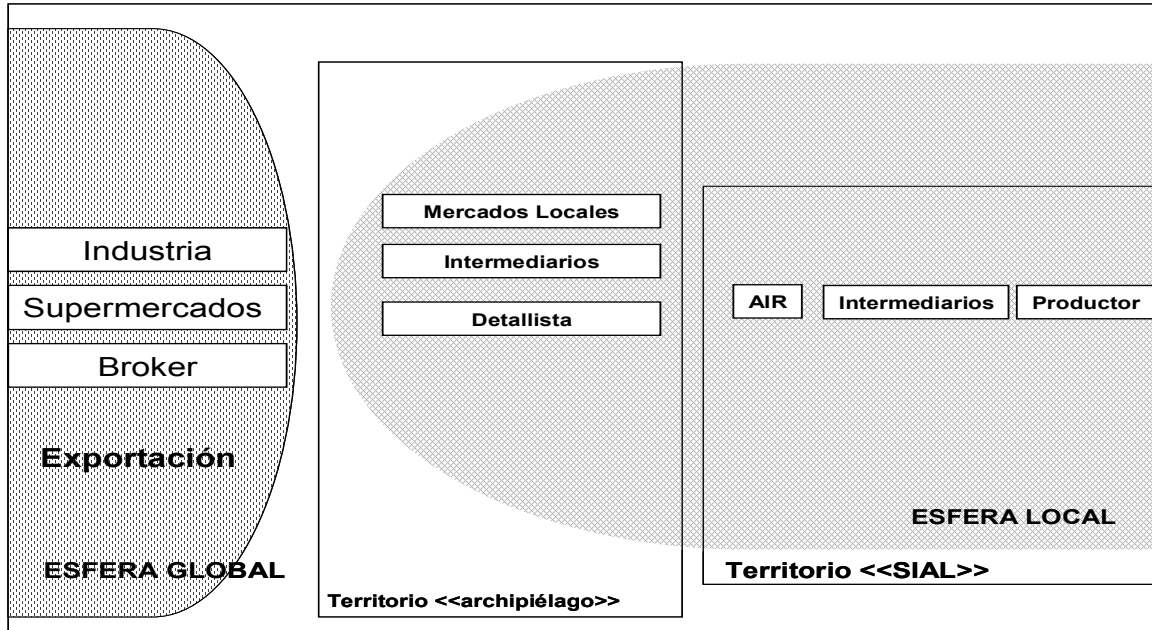 Industria
Supermercados
Broker
Exportación
ESFERA GLOBAL
Mercados Locales
Intermediarios
Detallista
Territorio <<archipiélago>>
AIR
Intermediarios
Productor
ESFERA LOCAL
Territorio <<SIAL>>